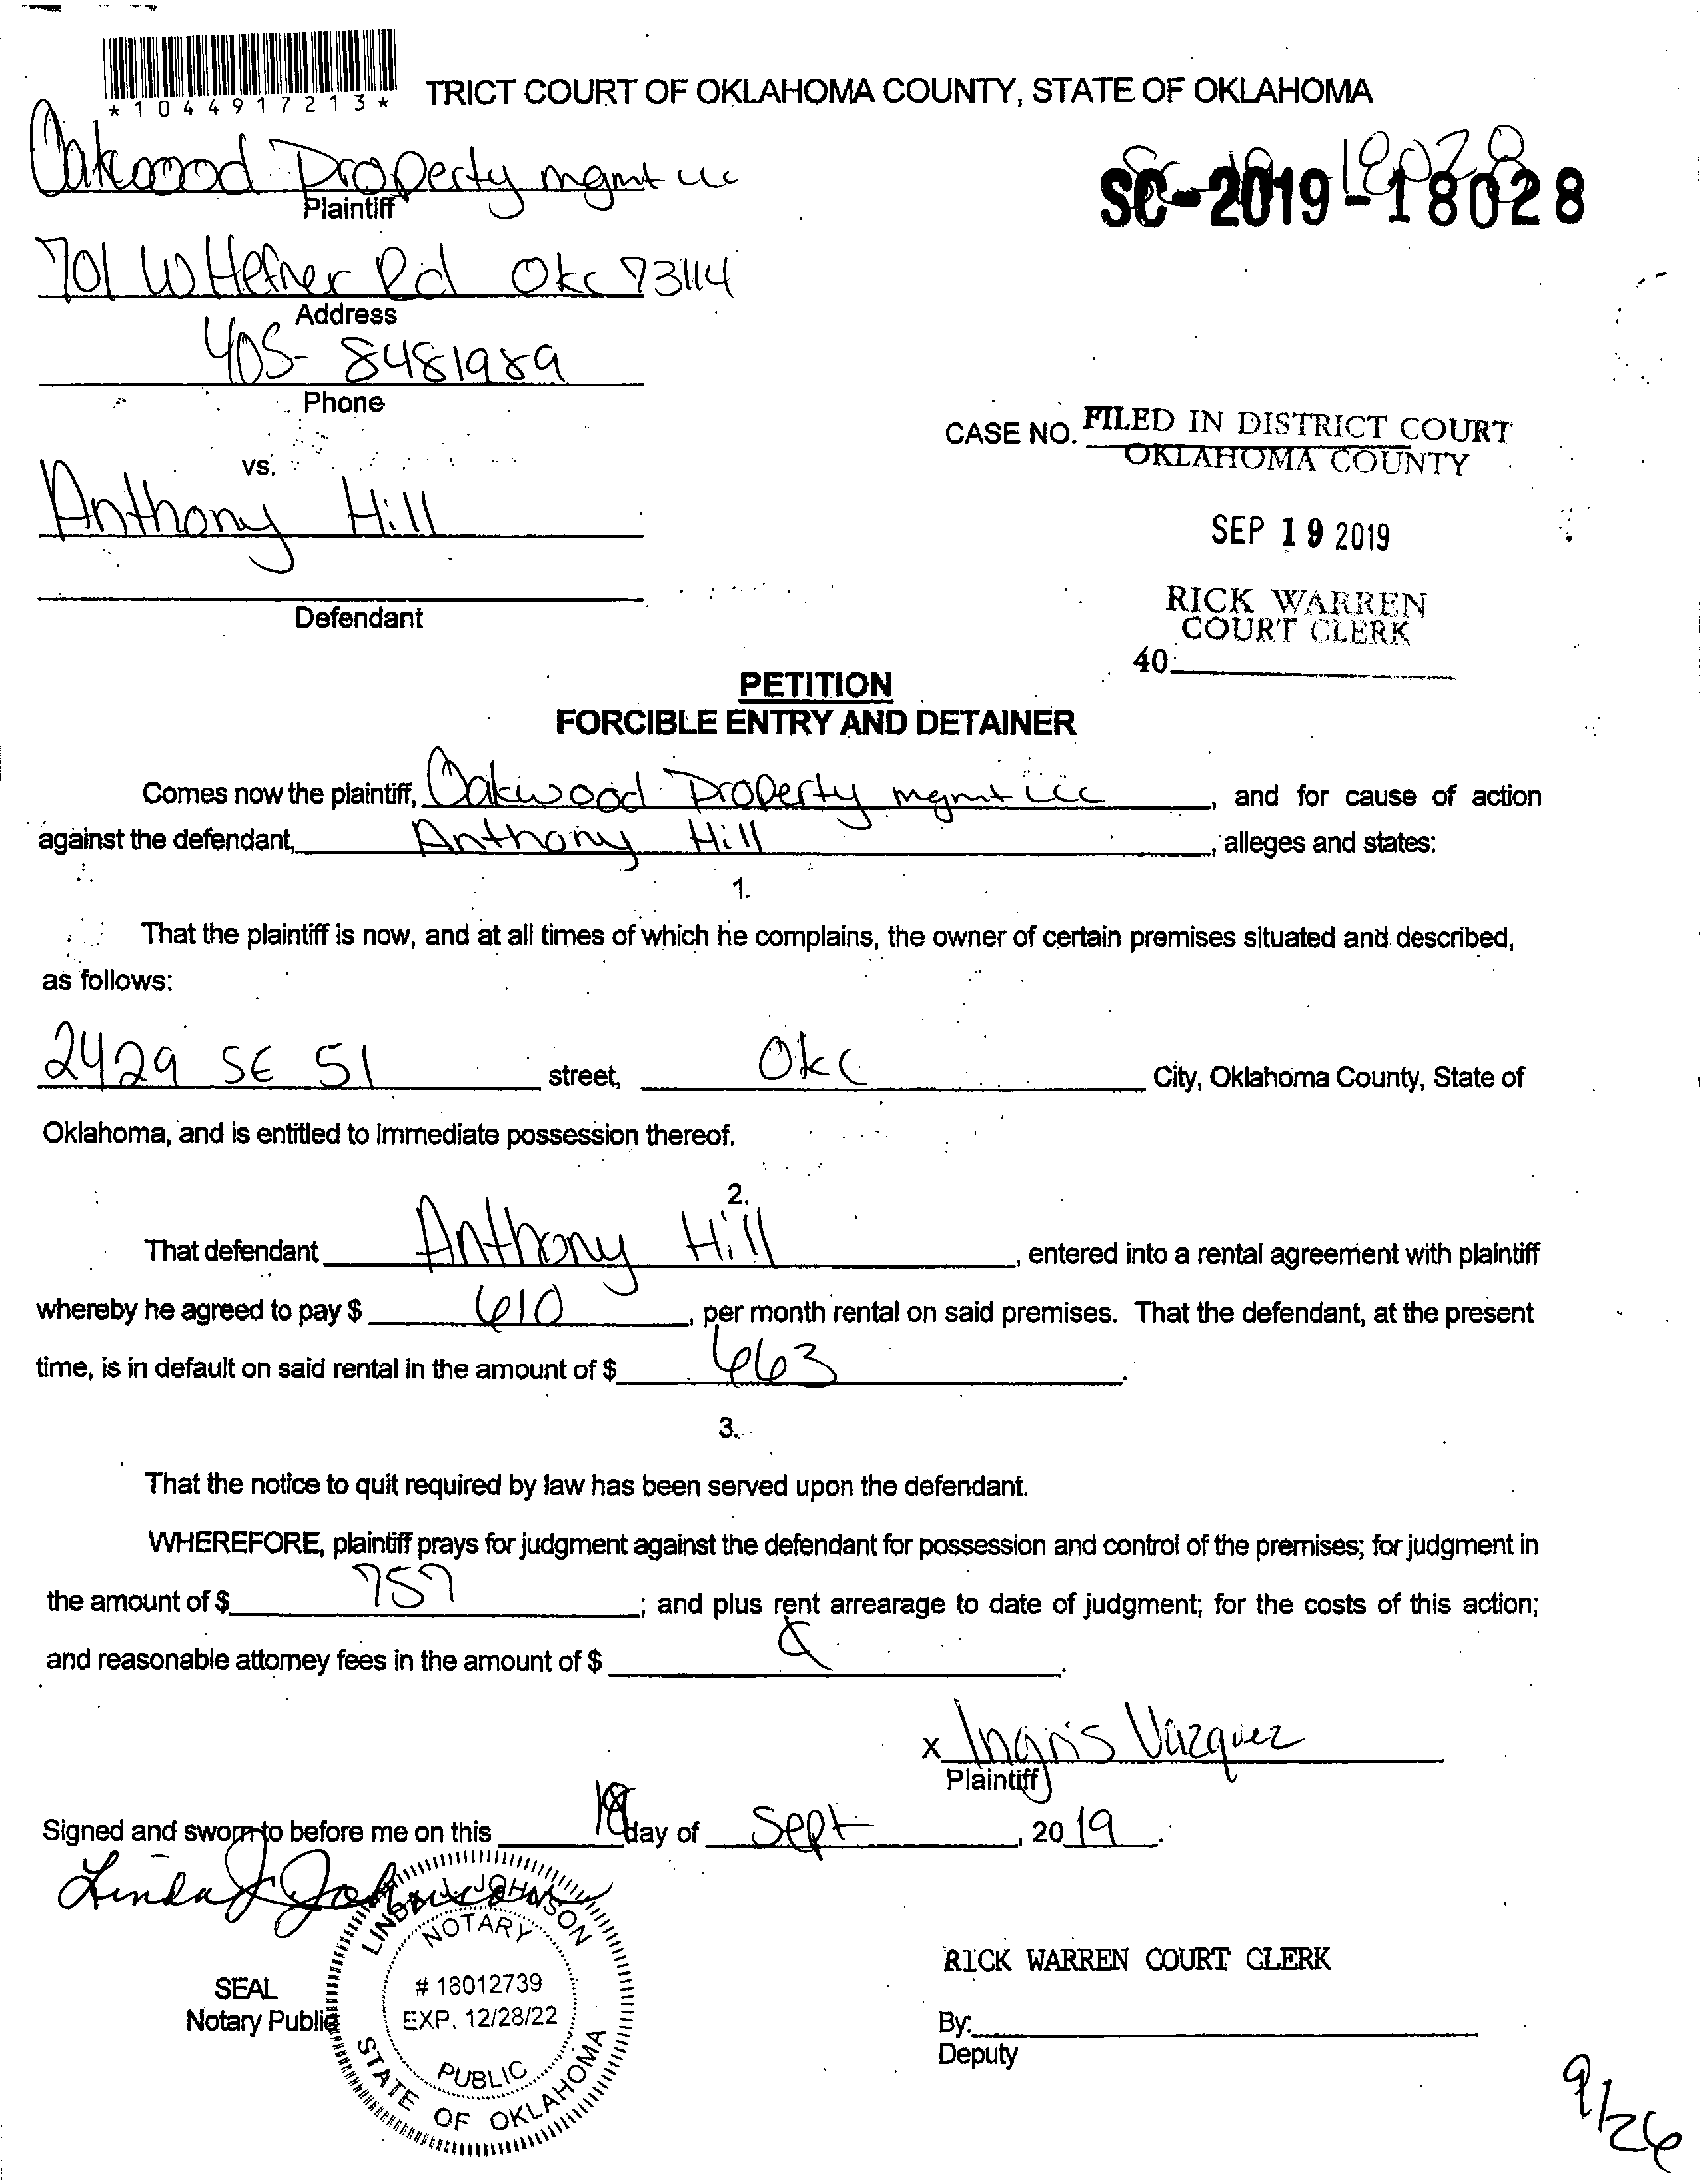 *1044917213*
TRICT COURT OF OKLAHOMA COUNTY, STATE OF OKLAHOMA
Oakwood Property mgmt llc
Plaintiff
SC-19-18028
SC-2019-18028
701 W Hefner Rd Okc 73114
Address
405- 8481989
Phone
CASE NO. FILED IN DISTRICT COURT
OKLAHOMA COUNTY
vs.
Anthony Hill
SEP 19 2019
Defendant
RICK WARREN
COURT CLERK
40
PETITION
FORCIBLE ENTRY AND DETAINER
Comes now the plaintiff, Oakwood Property mgmt llc, and for cause of action
against the defendant, Anthony Hill, alleges and states:
1.
That the plaintiff is now, and at all times of which he complains, the owner of certain premises situated and described,
as follows:
2429 SE 51 street, Okc City, Oklahoma County, State of
Oklahoma, and is entitled to immediate possession thereof.
2.
That defendant Anthony Hill, entered into a rental agreement with plaintiff
whereby he agreed to pay $ 610, per month rental on said premises. That the defendant, at the present
time, is in default on said rental in the amount of $ 663.
3.
That the notice to quit required by law has been served upon the defendant.
WHEREFORE, plaintiff prays for judgment against the defendant for possession and control of the premises; for judgment in
the amount of $ 757; and plus rent arrearage to date of judgment; for the costs of this action;
and reasonable attorney fees in the amount of $
x Ingris Vazquez
Plaintiff
Signed and sworn to before me on this 18 day of Sept, 2019.
Linda J Johnson
LINDA J. JOHNSON
NOTARY
# 18012739
EXP. 12/28/22
PUBLIC
STATE OF OKLAHOMA
SEAL
Notary Public
RICK WARREN COURT CLERK
By:
Deputy
9/26